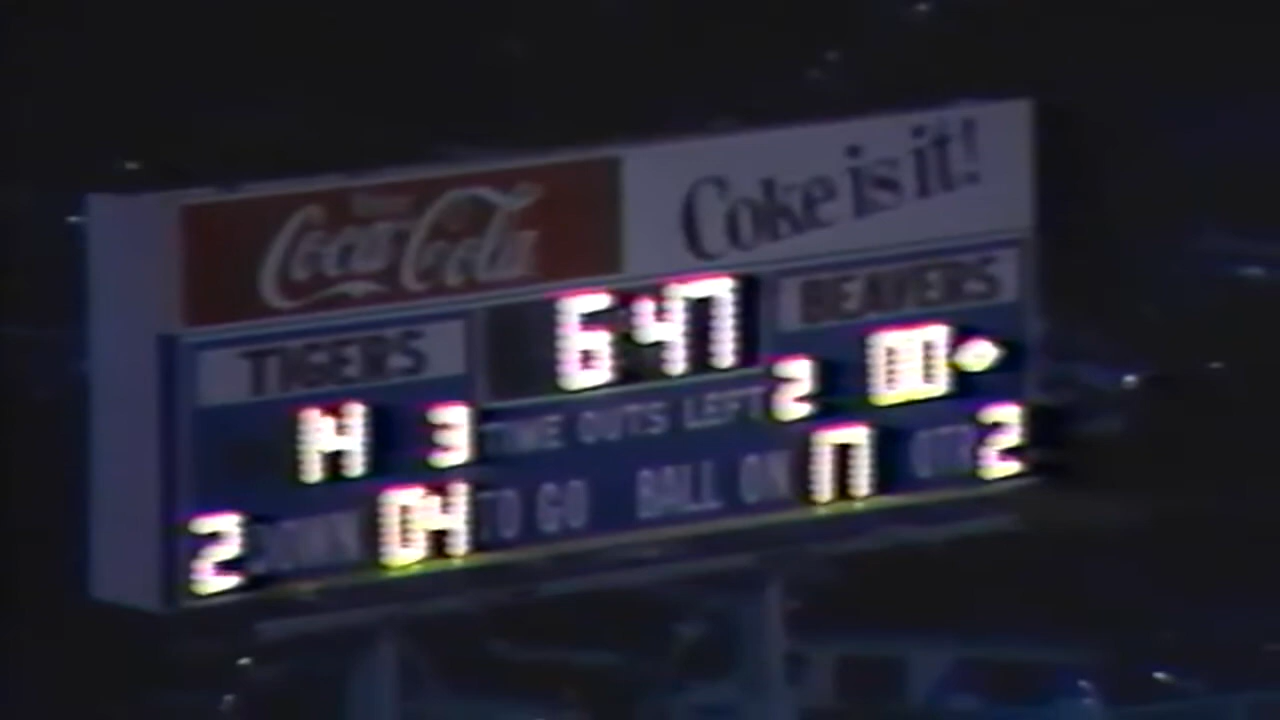 Coca-Cola
Coke is it!
TIGERS 6:47 BEAVERS
14 3 TIME OUTS LEFT 2 00
2 DOWN 04 TO GO BALL ON 17 QTR 2